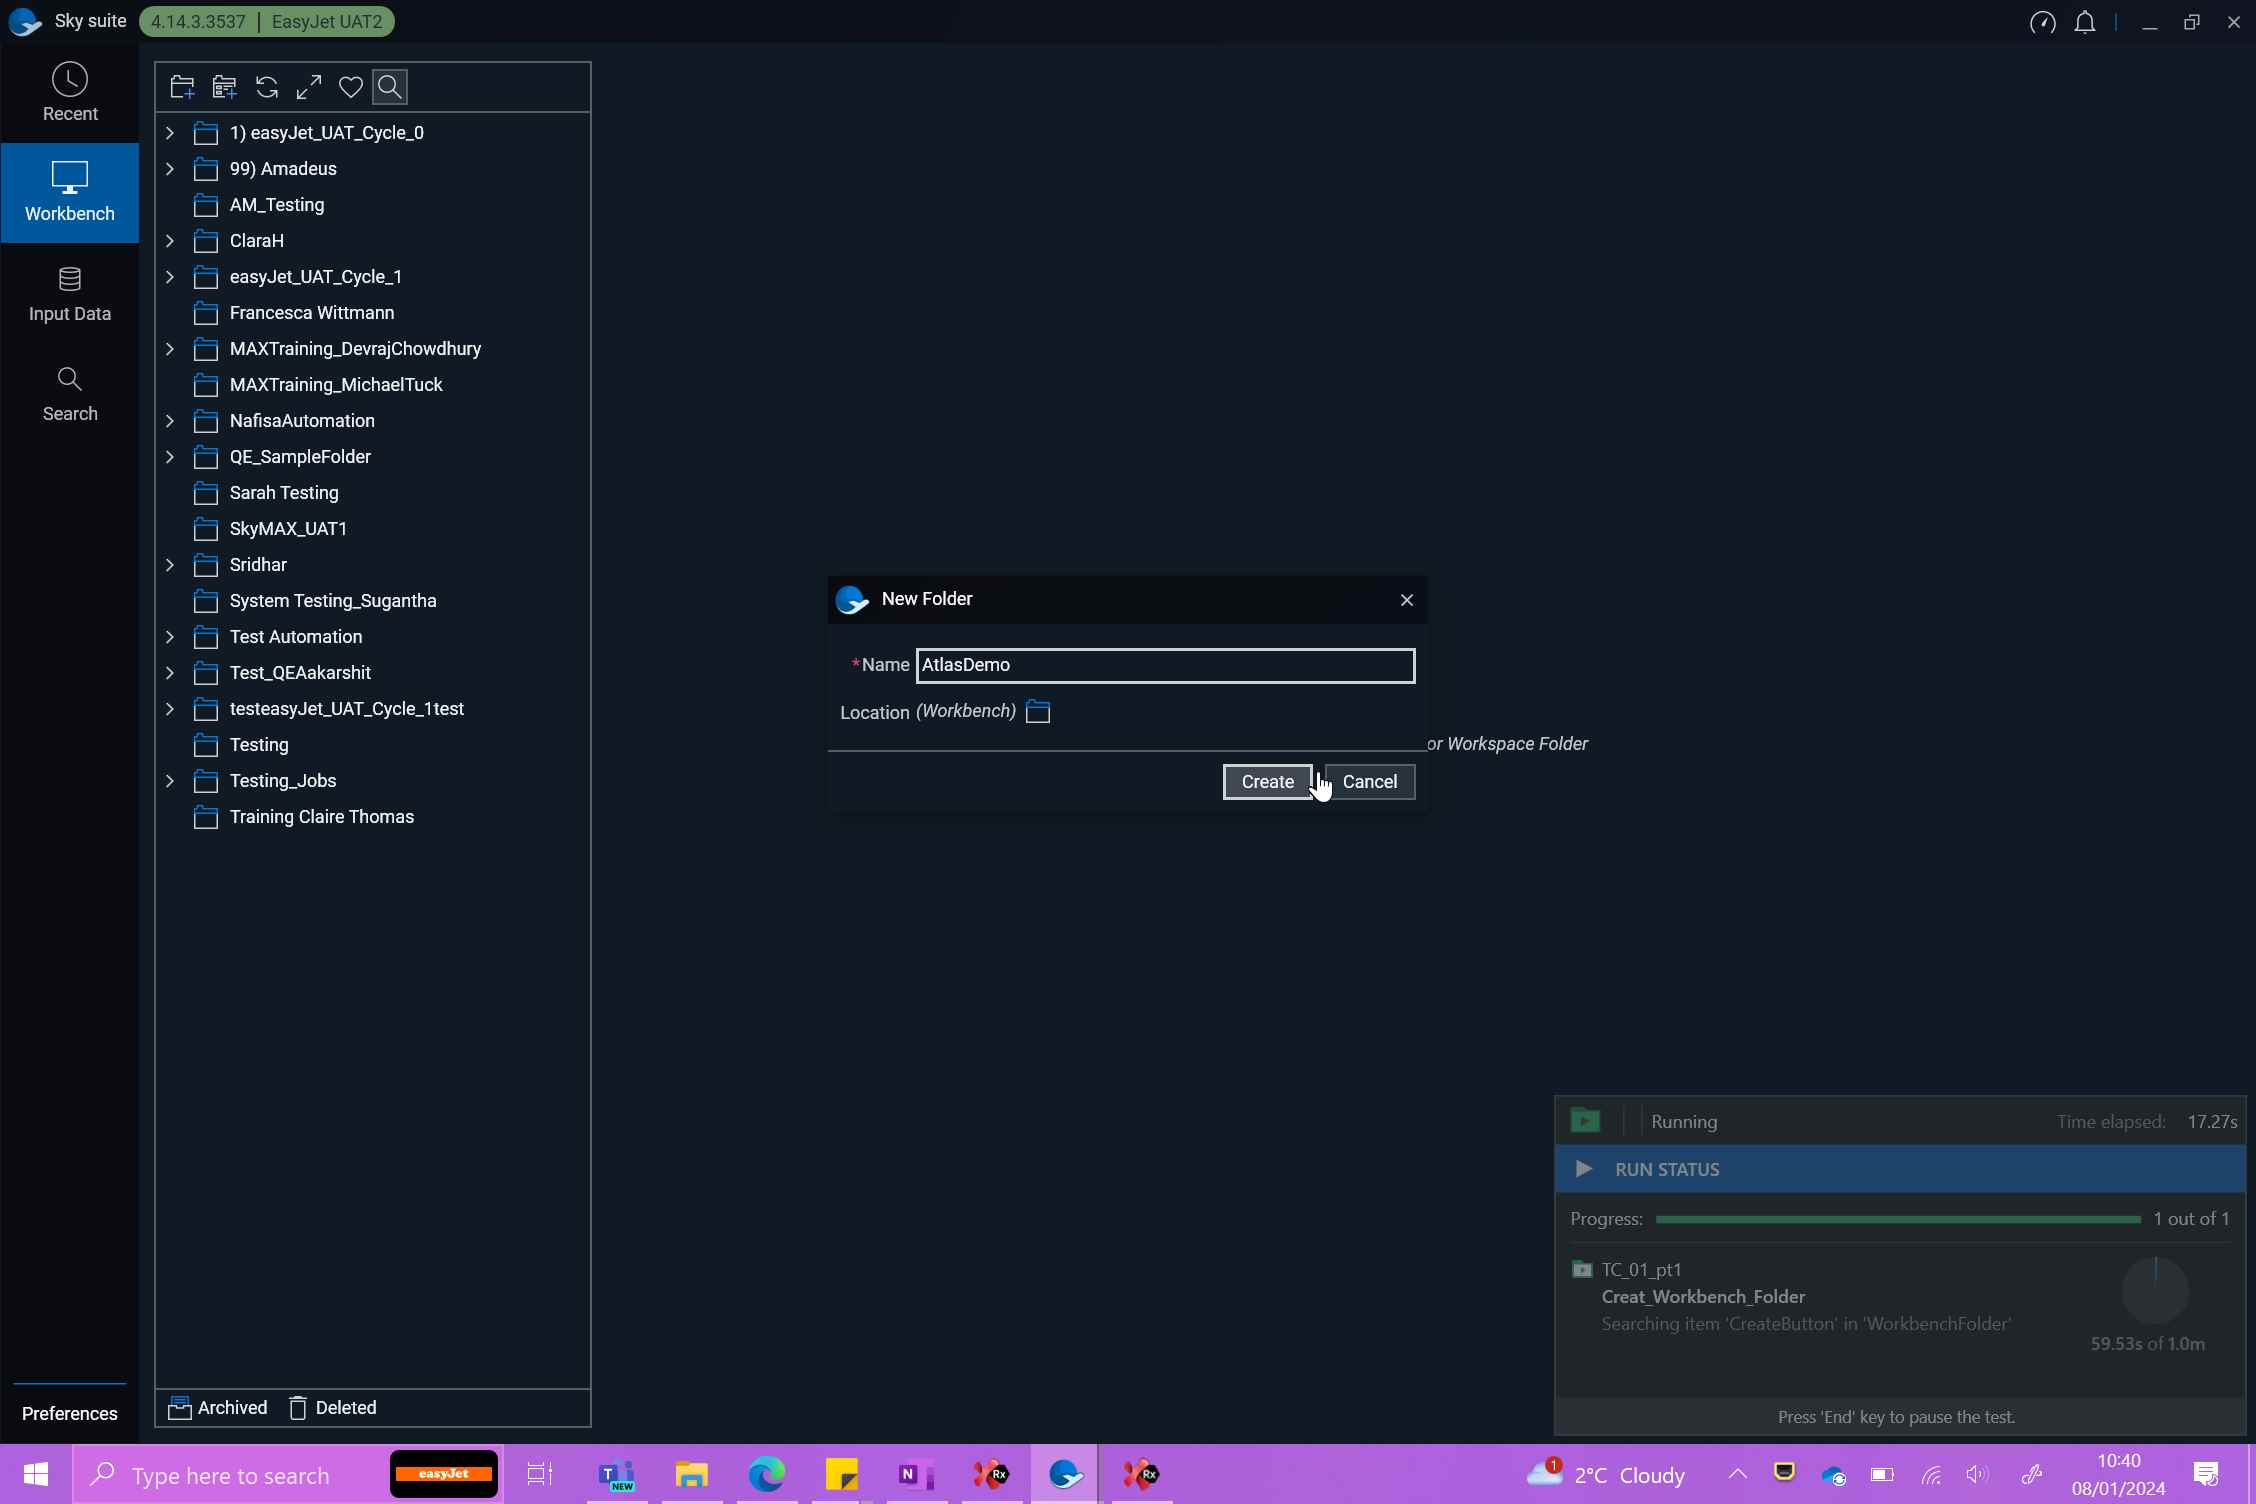 Sky suite 4.14.3.3537 | EasyJet UAT2
Recent
Workbench
Input Data
Search
Preferences
1) easyJet_UAT_Cycle_0
99) Amadeus
AM_Testing
ClaraH
easyJet_UAT_Cycle_1
Francesca Wittmann
MAXTraining_DevrajChowdhury
MAXTraining_MichaelTuck
NafisaAutomation
QE_SampleFolder
Sarah Testing
SkyMAX_UAT1
Sridhar
System Testing_Sugantha
Test Automation
Test_QEAakarshit
testeasyJet_UAT_Cycle_1test
Testing
Testing_Jobs
Training Claire Thomas
Archived Deleted
New Folder
*Name AtlasDemo
Location (Workbench)
or Workspace Folder
Create Cancel
Running Time elapsed: 17.27s
RUN STATUS
Progress: 1 out of 1
TC_01_pt1
Creat_Workbench_Folder
Searching item 'CreateButton' in 'WorkbenchFolder'
59.53s of 1.0m
Press 'End' key to pause the test.
Type here to search
easyJet
T
NEW
N
Rx
Rx
1
2°C Cloudy
10:40
08/01/2024